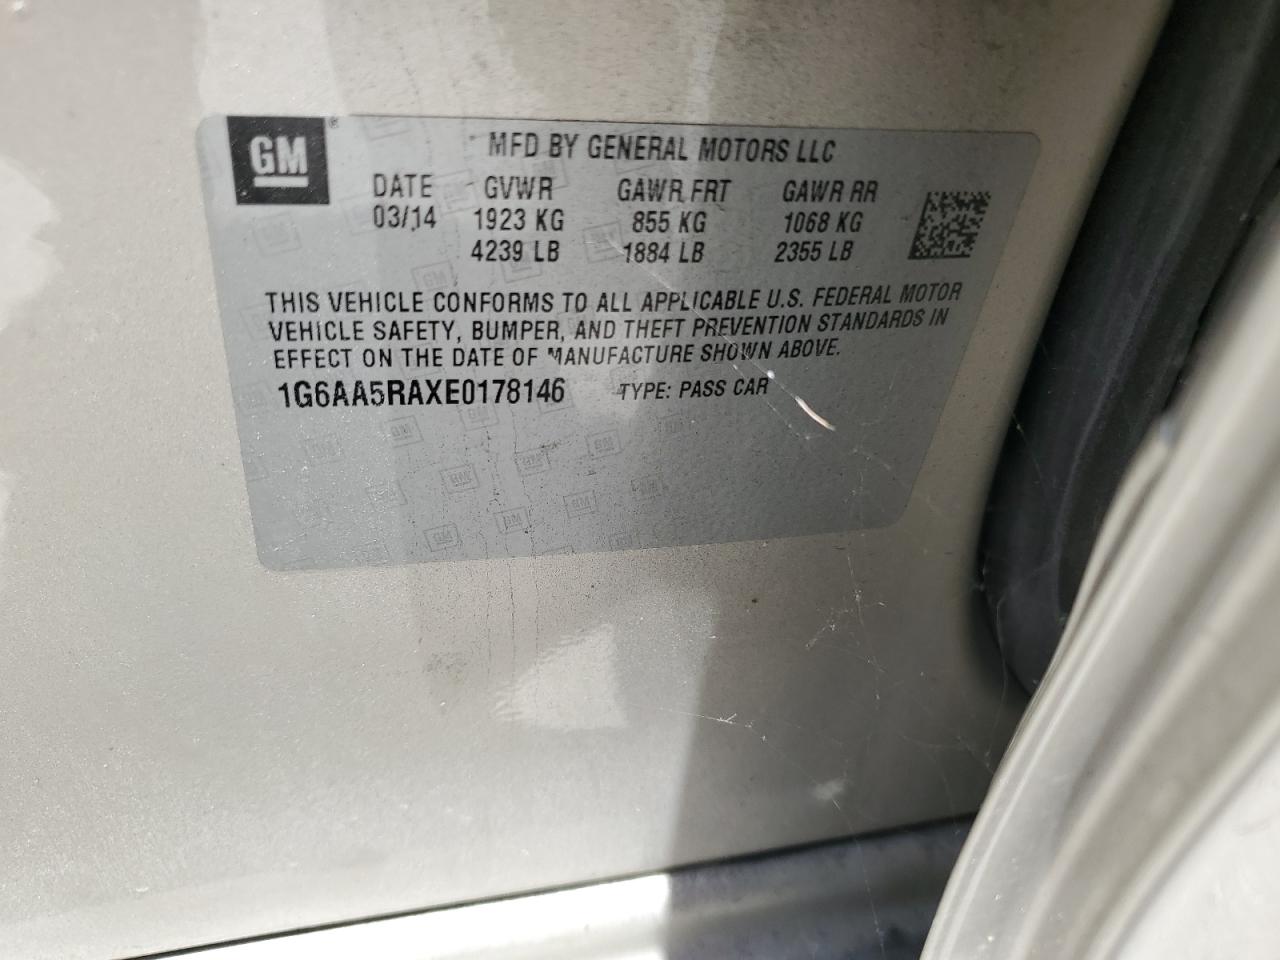 GM® MFD BY GENERAL MOTORS LLC
DATE GVWR GAWR FRT GAWR RR
03/14 1923 KG 855 KG 1068 KG
4239 LB 1884 LB 2355 LB
THIS VEHICLE CONFORMS TO ALL APPLICABLE U.S. FEDERAL MOTOR
VEHICLE SAFETY, BUMPER, AND THEFT PREVENTION STANDARDS IN
EFFECT ON THE DATE OF MANUFACTURE SHOWN ABOVE.
1G6AA5RAXE0178146 TYPE: PASS CAR